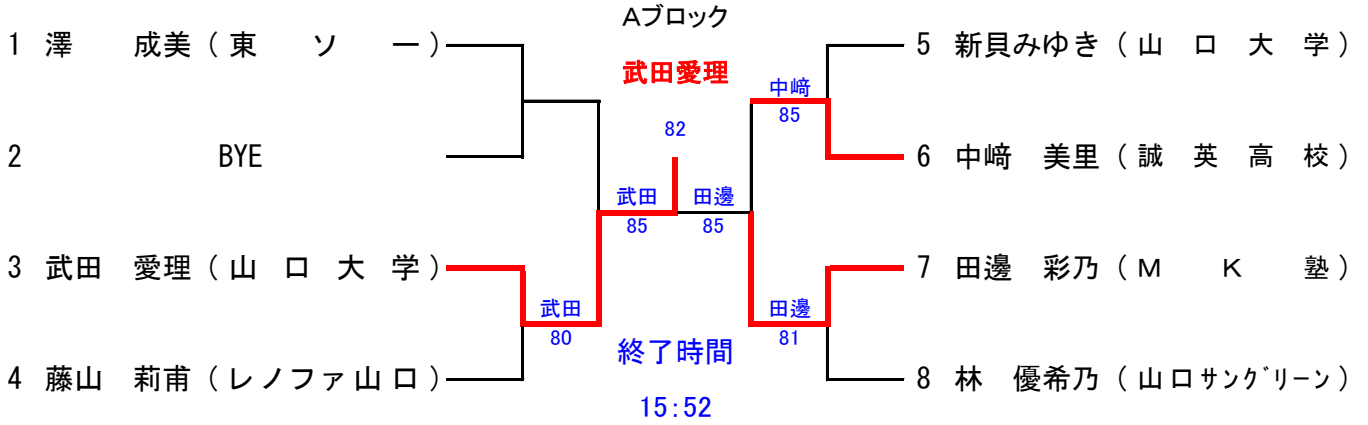 Aブロック
1 澤 成美 (東 ソ ー)
5 新貝みゆき (山 口 大 学)
武田愛理
中﨑
85
82
2 BYE
6 中﨑 美里 (誠 英 高 校)
武田 田邊
85 85
3 武田 愛理 (山 口 大 学)
7 田邊 彩乃 (M K 塾)
武田 田邊
80 81
終了時間
4 藤山 莉甫 (レノファ山口)
8 林 優希乃 (山口サングリーン)
15:52